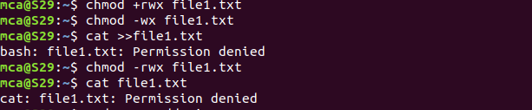 mca@S29:~$ chmod +rwx file1.txt
mca@S29:~$ chmod -wx file1.txt
mca@S29:~$ cat >>file1.txt
bash: file1.txt: Permission denied
mca@S29:~$ chmod -rwx file1.txt
mca@S29:~$ cat file1.txt
cat: file1.txt: Permission denied